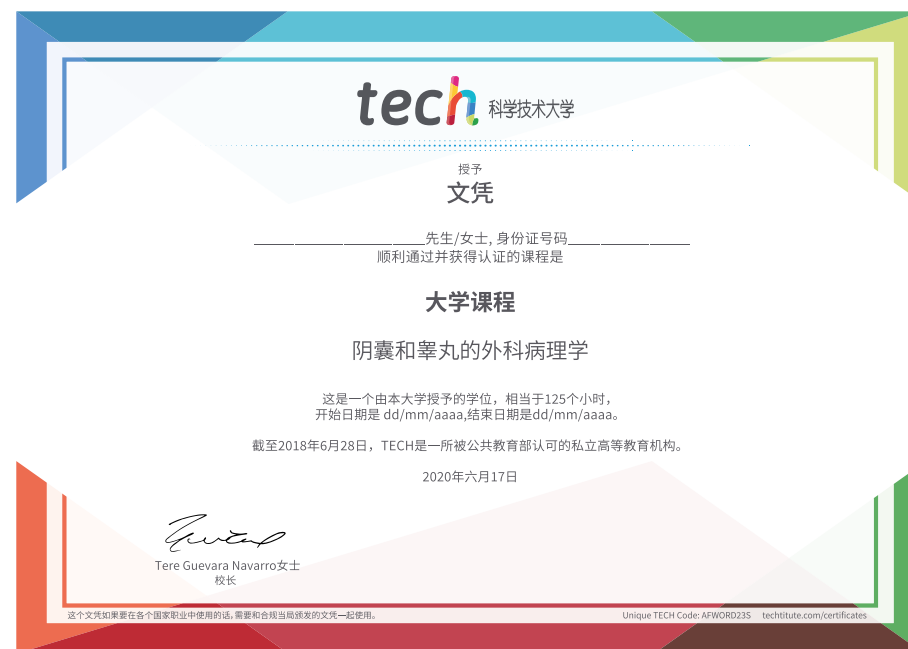 tech 科学技术大学
授予
文凭
先生/女士, 身份证号码
顺利通过并获得认证的课程是
大学课程
阴囊和睾丸的外科病理学
这是一个由本大学授予的学位，相当于125个小时，
开始日期是 dd/mm/aaaa,结束日期是dd/mm/aaaa。
截至2018年6月28日，TECH是一所被公共教育部认可的私立高等教育机构。
2020年六月17日
Tere Guevara Navarro女士
校长
这个文凭如果要在各个国家职业中使用的话,需要和合规当局颁发的文凭一起使用。
Unique TECH Code: AFWORD23S techtitute.com/certificates